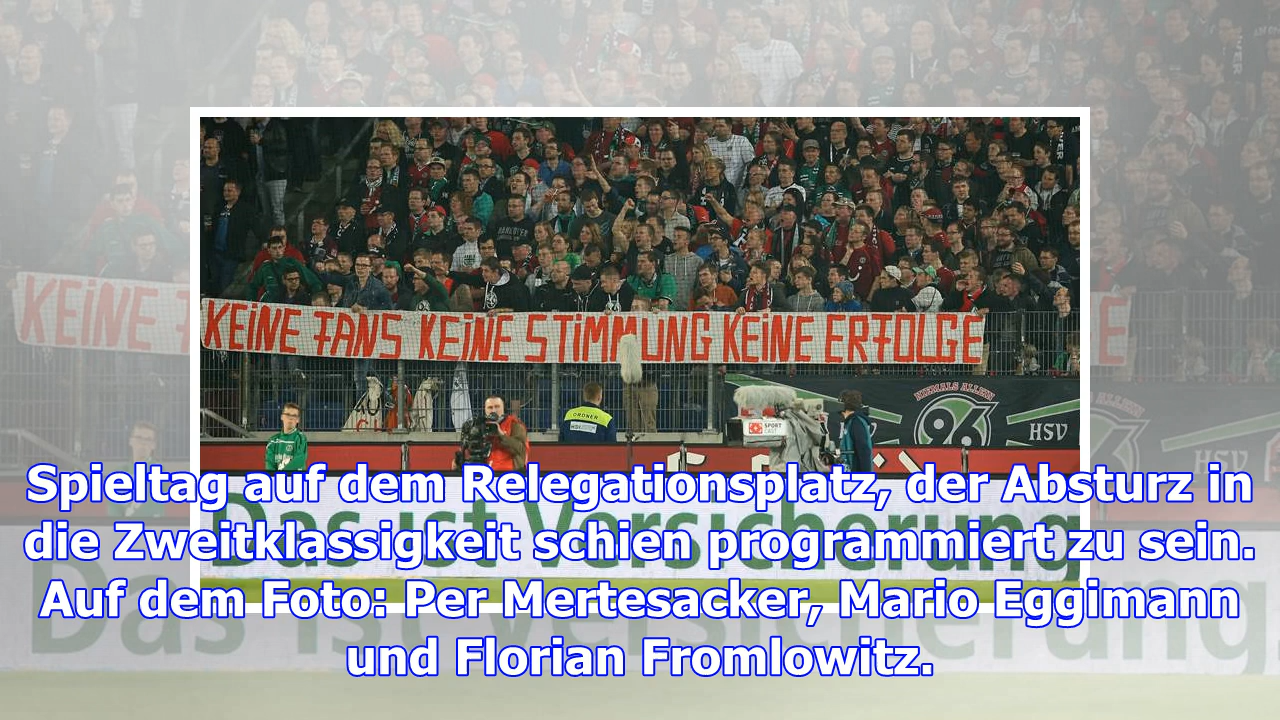 KEINE FANS KEINE STIMMUNG KEINE ERFOLGE
ORDNER
NIEMALS ALLEIN
96
HSV
SPORT
CAST
Das ist Versicherung
Spieltag auf dem Relegationsplatz, der Absturz in
die Zweitklassigkeit schien programmiert zu sein.
Auf dem Foto: Per Mertesacker, Mario Eggimann
und Florian Fromlowitz.